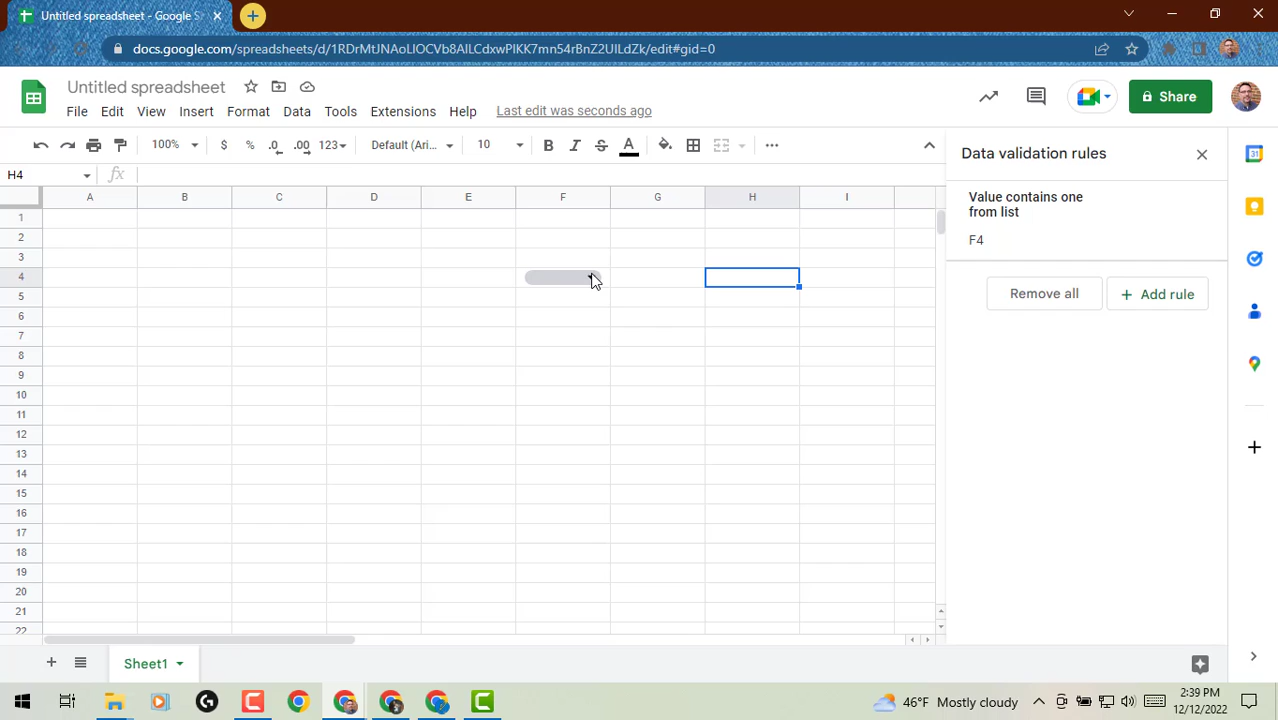 Untitled spreadsheet - Google S
docs.google.com/spreadsheets/d/1RDrMtJNAoLIOCVb8AILCdxwPIKK7mn54rBnZ2UILdZk/edit#gid=0
Untitled spreadsheet
File Edit View Insert Format Data Tools Extensions Help Last edit was seconds ago
Share
100% $ % .0 .00 123 Default (Ari... 10 B I S A
Data validation rules
H4 fx
A B C D E F G H I
Value contains one
from list
F4
Remove all
+ Add rule
1
2
3
4
5
6
7
8
9
10
11
12
13
14
15
16
17
18
19
20
21
22
Sheet1
46°F Mostly cloudy
2:39 PM
12/12/2022
31